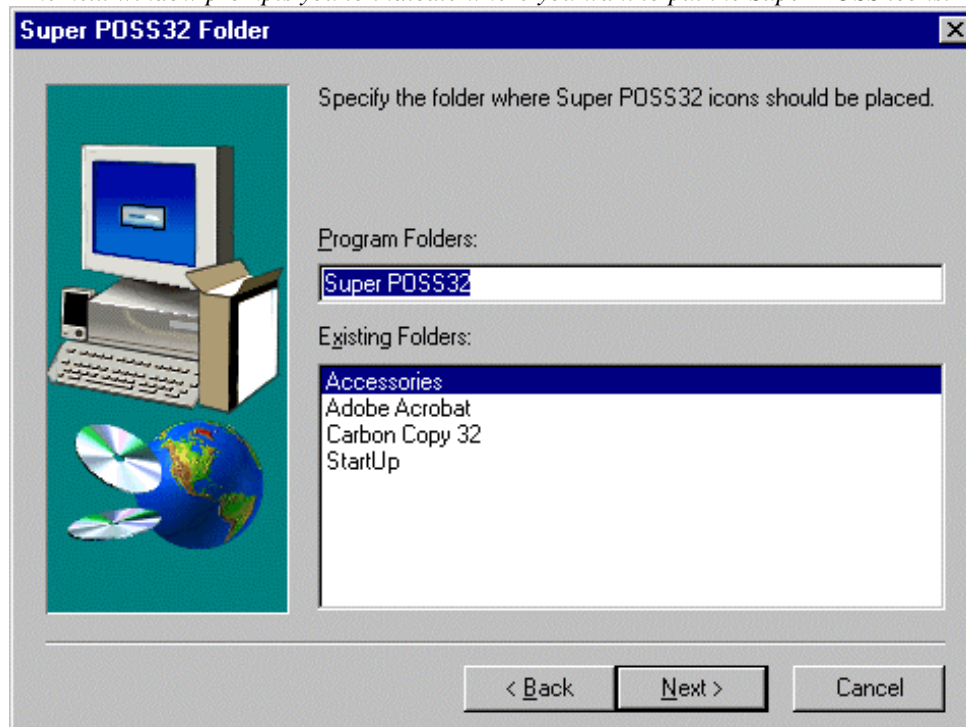 Super POSS32 Folder
Specify the folder where Super POSS32 icons should be placed.
Program Folders:
Super POSS32
Existing Folders:
Accessories
Adobe Acrobat
Carbon Copy 32
StartUp
< Back
Next >
Cancel